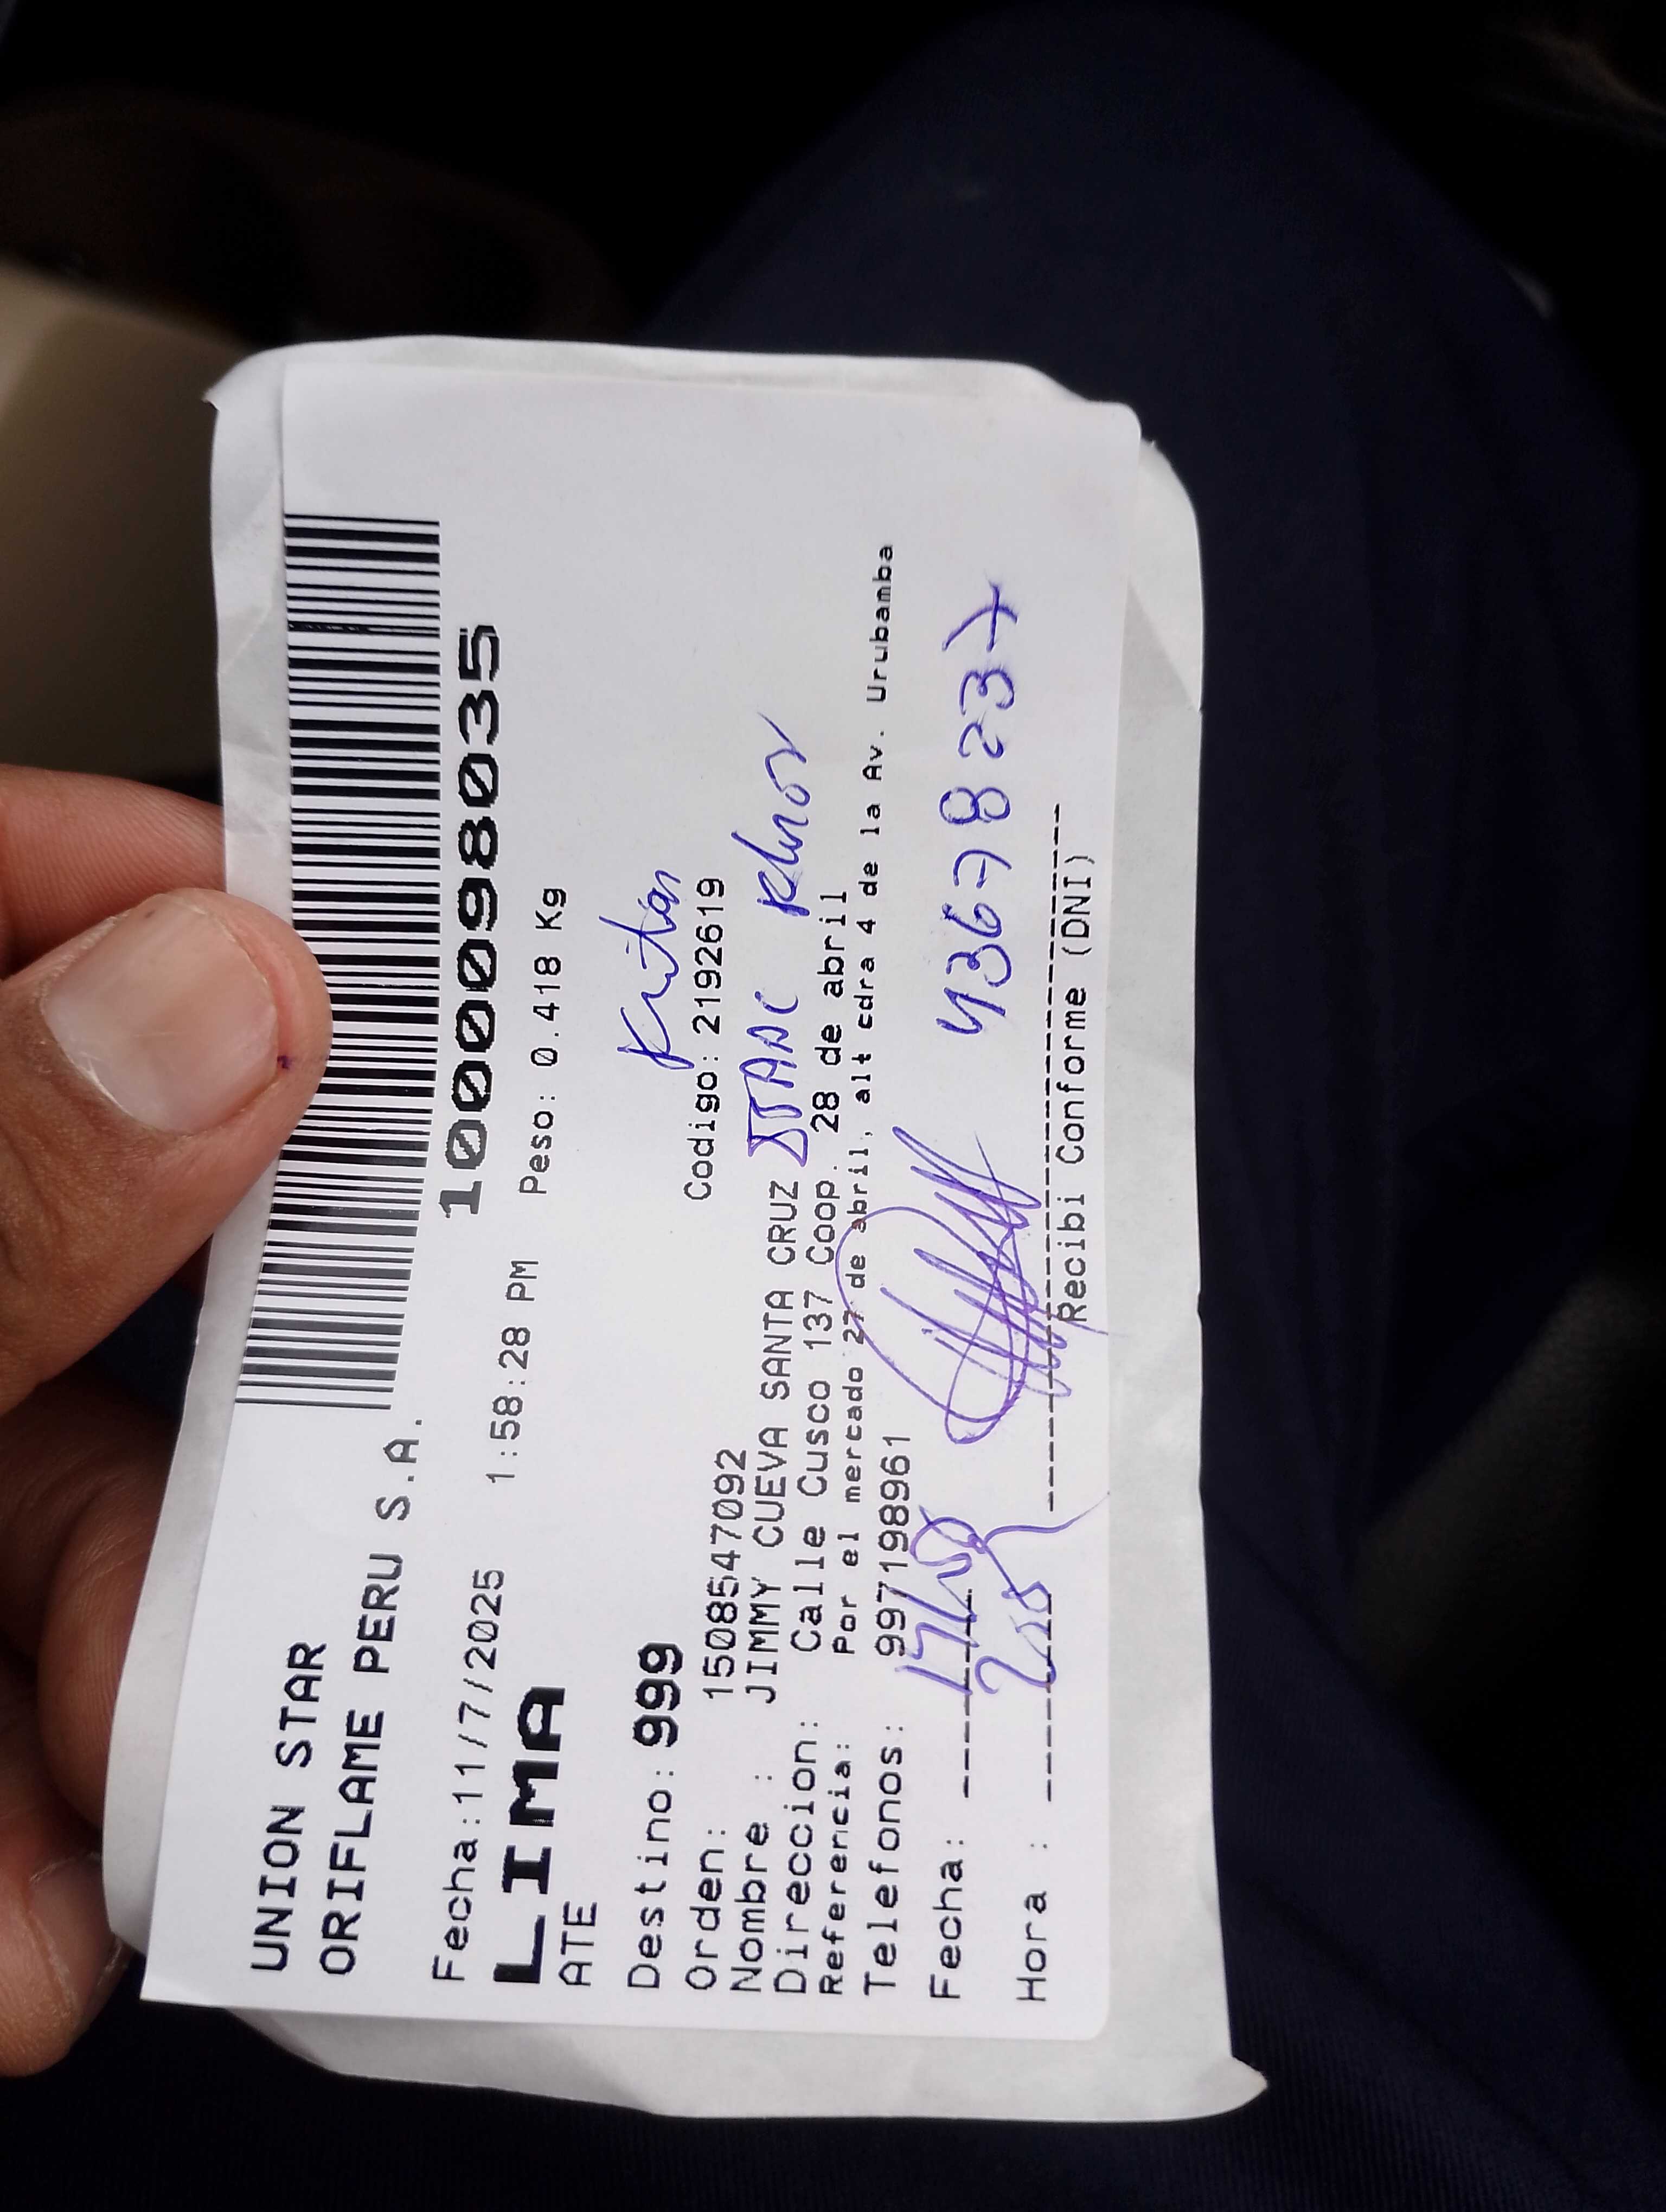 UNION STAR
ORIFLAME PERU S.A.
1000098035
Fecha:11/7/2025 1:58:28 PM Peso: 0.418 Kg
LIMA
ATE
Destino: 999
Orden: 1508547092 Codigo: 2192619
Nombre : JIMMY CUEVA SANTA CRUZ
Direccion: Calle Cusco 137 Coop. 28 de abril
Referencia: Por el mercado 27 de abril, alt cdra 4 de la Av. Urubamba
Telefonos: 997198961
Fecha: 43678237
Hora :
Recibi Conforme (DNI)